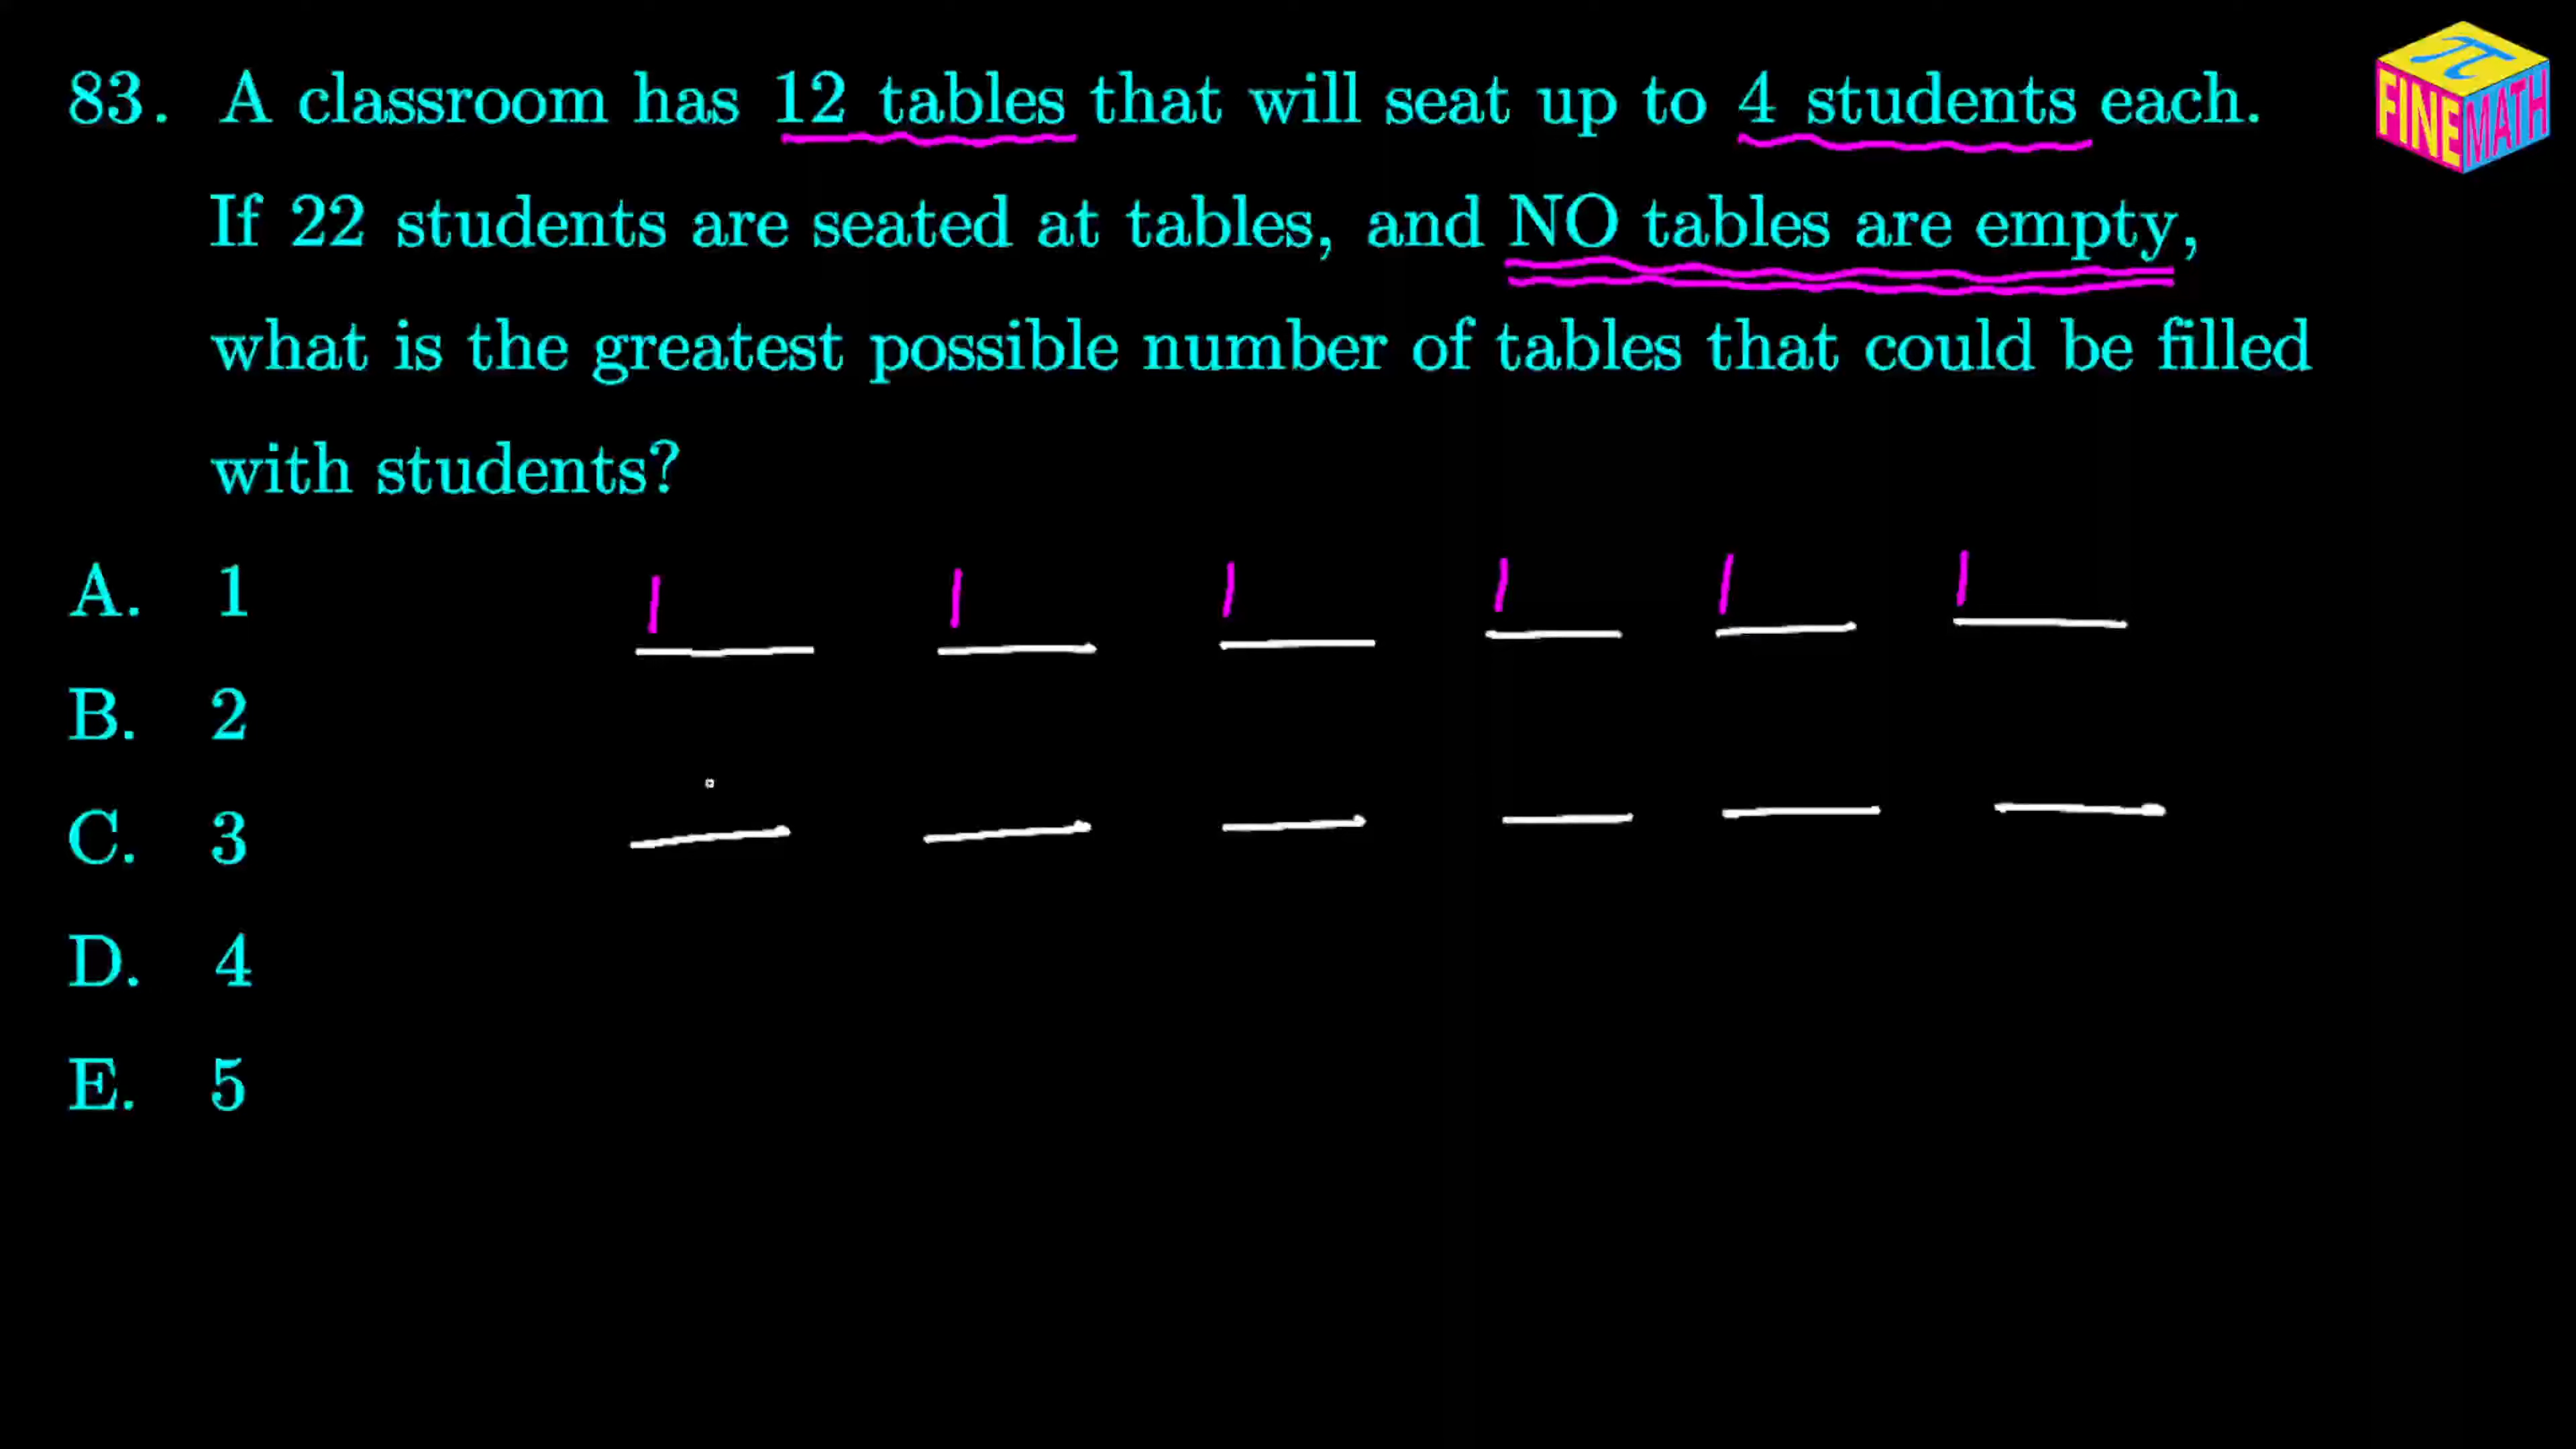 83. A classroom has 12 tables that will seat up to 4 students each.
If 22 students are seated at tables, and NO tables are empty,
what is the greatest possible number of tables that could be filled
with students?
A. 1
B. 2
C. 3
D. 4
E. 5
1 1 1 1 1 1
π
FINE MATH